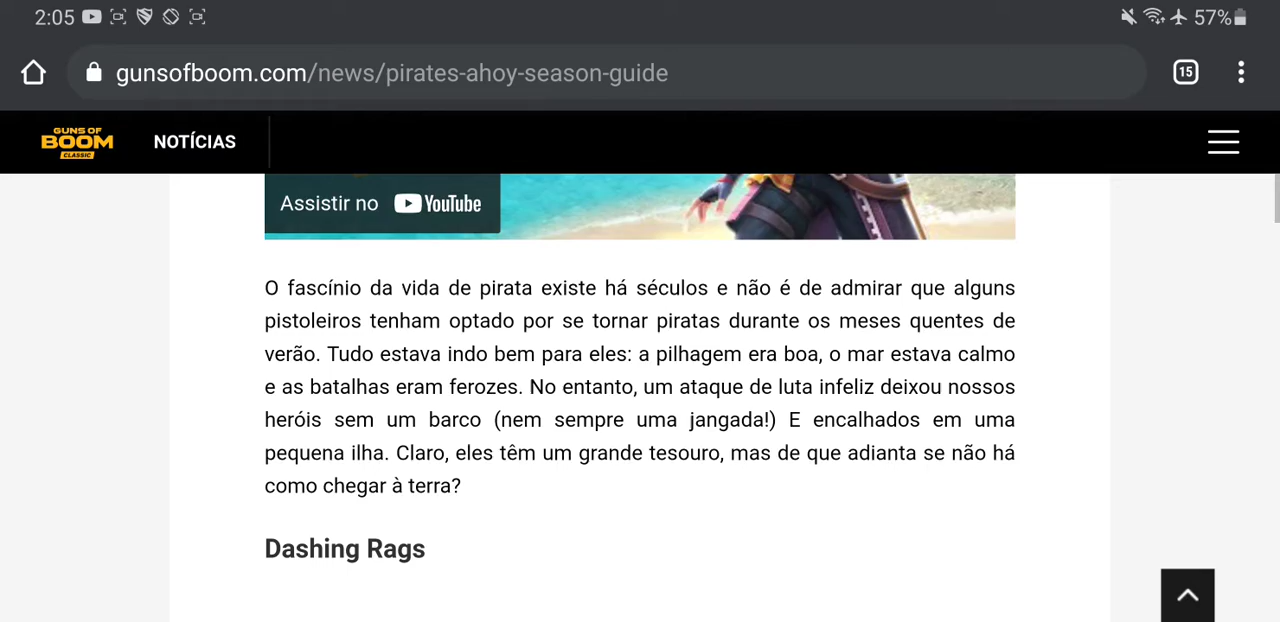 2:05
57%
gunsofboom.com/news/pirates-ahoy-season-guide
15
GUNS OF
BOOM
CLASSIC
NOTÍCIAS
Assistir no YouTube
O fascínio da vida de pirata existe há séculos e não é de admirar que alguns
pistoleiros tenham optado por se tornar piratas durante os meses quentes de
verão. Tudo estava indo bem para eles: a pilhagem era boa, o mar estava calmo
e as batalhas eram ferozes. No entanto, um ataque de luta infeliz deixou nossos
heróis sem um barco (nem sempre uma jangada!) E encalhados em uma
pequena ilha. Claro, eles têm um grande tesouro, mas de que adianta se não há
como chegar à terra?
Dashing Rags